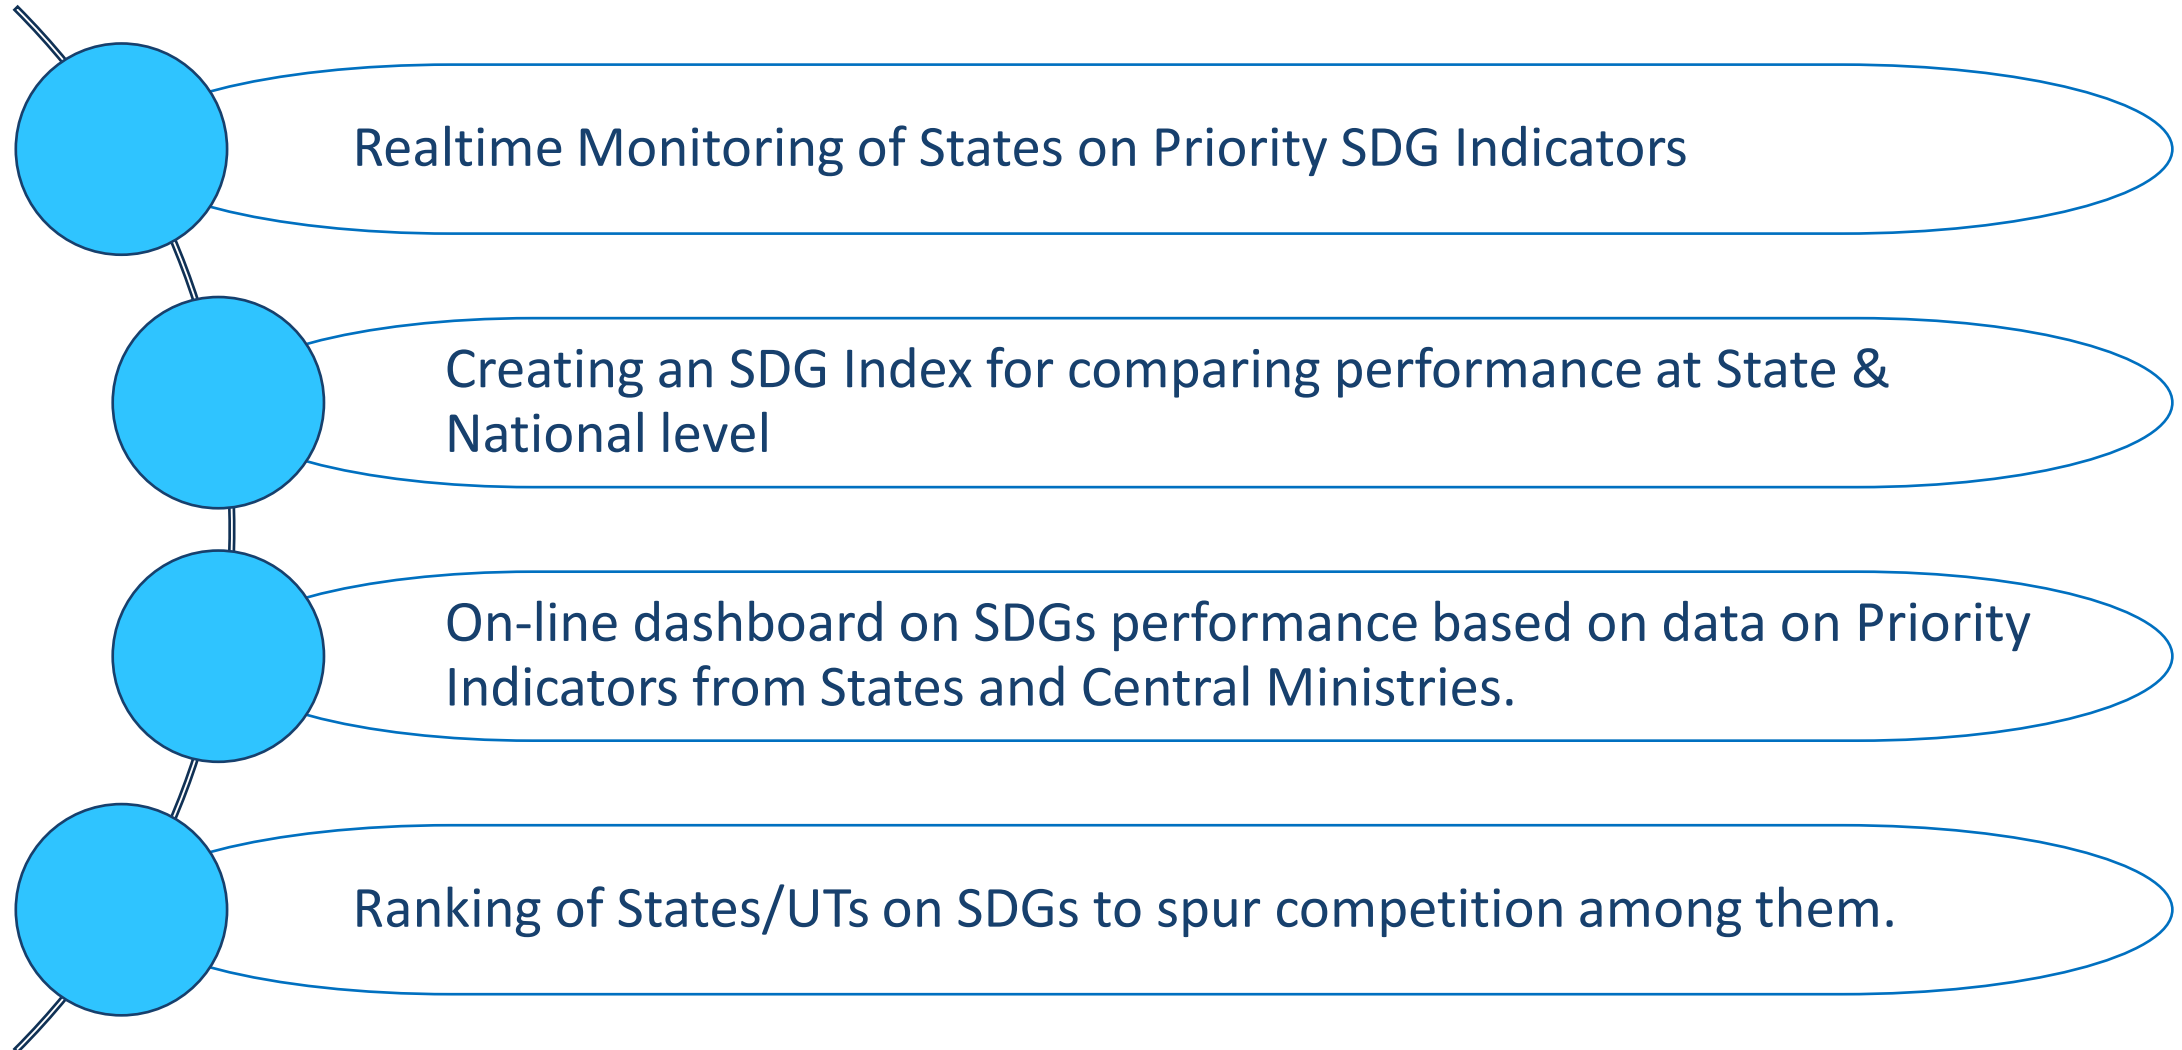 Realtime Monitoring of States on Priority SDG Indicators
Creating an SDG Index for comparing performance at State &
National level
On-line dashboard on SDGs performance based on data on Priority
Indicators from States and Central Ministries.
Ranking of States/UTs on SDGs to spur competition among them.